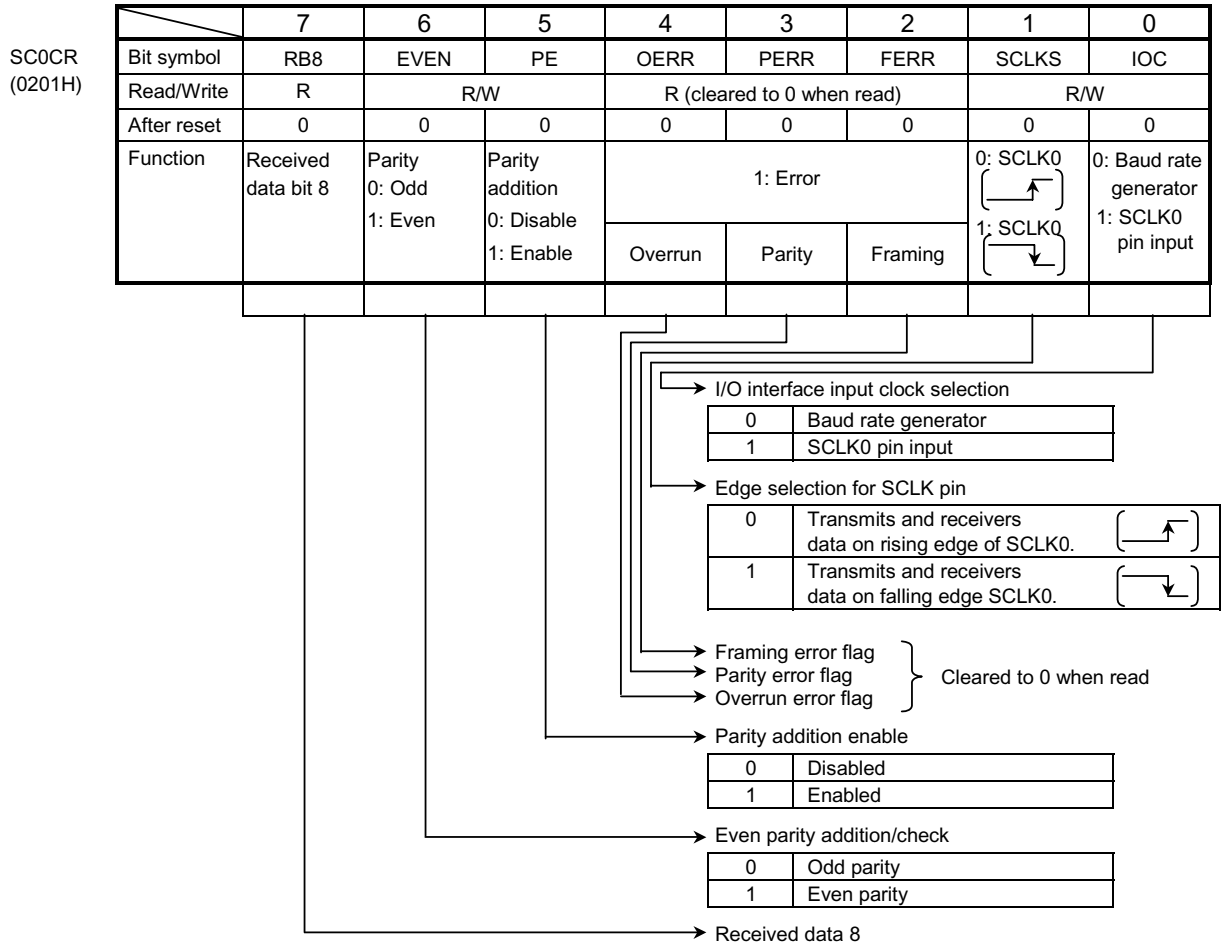 7 6 5 4 3 2 1 0
SC0CR
(0201H)
Bit symbol RB8 EVEN PE OERR PERR FERR SCLKS IOC
Read/Write R R/W R (cleared to 0 when read) R/W
After reset 0 0 0 0 0 0 0 0
Function
Received
data bit 8
Parity
0: Odd
1: Even
Parity
addition
0: Disable
1: Enable
1: Error
Overrun Parity Framing
0: SCLK0
1: SCLK0
0: Baud rate
generator
1: SCLK0
pin input
I/O interface input clock selection
0 Baud rate generator
1 SCLK0 pin input
Edge selection for SCLK pin
0 Transmits and receivers
data on rising edge of SCLK0.
1 Transmits and receivers
data on falling edge SCLK0.
Framing error flag
Parity error flag
Overrun error flag
Cleared to 0 when read
Parity addition enable
0 Disabled
1 Enabled
Even parity addition/check
0 Odd parity
1 Even parity
Received data 8